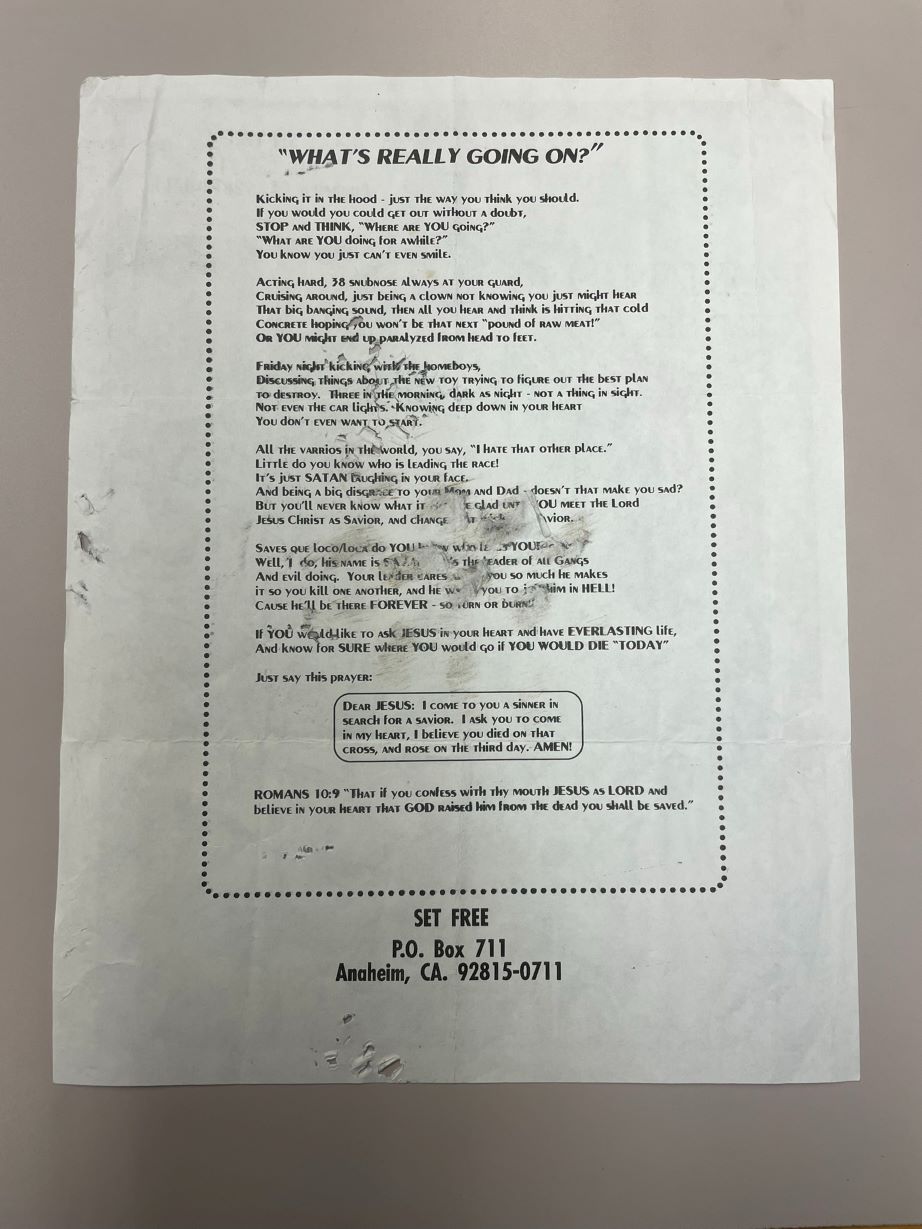 "WHAT'S REALLY GOING ON?"
Kicking it in the hood - just the way you think you should.
If you would you could get out without a doubt,
STOP and THINK, "Where are YOU going?"
"What are YOU doing for awhile?"
You know you just can't even smile.
Acting hard, 38 snubnose always at your guard,
Cruising around, just being a clown not knowing you just might hear
That big banging sound, then all you hear and think is hitting that cold
Concrete hoping you won't be that next "pound of raw meat!"
Or YOU might end up paralyzed from head to feet.
Friday night kicking with the homeboys,
Discussing things about the new toy trying to figure out the best plan
to destroy. Three in the morning, dark as night - not a thing in sight.
Not even the car lights. Knowing deep down in your heart
You don't even want to start.
All the varrios in the world, you say, "I hate that other place."
Little do you know who is leading the race!
It's just SATAN laughing in your face.
And being a big disgrace to your Mom and Dad - doesn't that make you sad?
But you'll never know what it glad YOU meet the Lord
Jesus Christ as Savior, and change
Saves que loco/loca do YOU
Well, I do, his name is the leader of all Gangs
And evil doing. Your leader cares you so much he makes
it so you kill one another, and he you to him in HELL!
Cause he'll be there FOREVER - so turn or burn!
If YOU would like to ask JESUS in your heart and have EVERLASTING life,
And know for SURE where YOU would go if YOU WOULD DIE "TODAY"
Just say this prayer:
Dear JESUS: I come to you a sinner in
search for a savior. I ask you to come
in my heart, I believe you died on that
cross, and rose on the third day. AMEN!
ROMANS 10:9 "That if you confess with thy mouth JESUS as LORD and
believe in your heart that GOD raised him from the dead you shall be saved."
SET FREE
P.O. Box 711
Anaheim, CA. 92815-0711